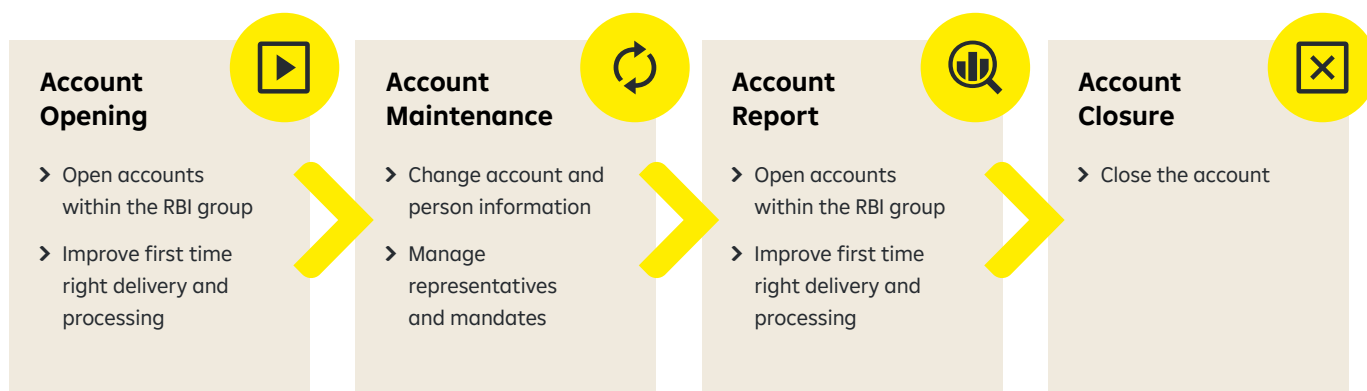 Account
Opening
Open accounts
within the RBI group
Improve first time
right delivery and
processing
Account
Maintenance
Change account and
person information
Manage
representatives
and mandates
Account
Report
Open accounts
within the RBI group
Improve first time
right delivery and
processing
Account
Closure
Close the account